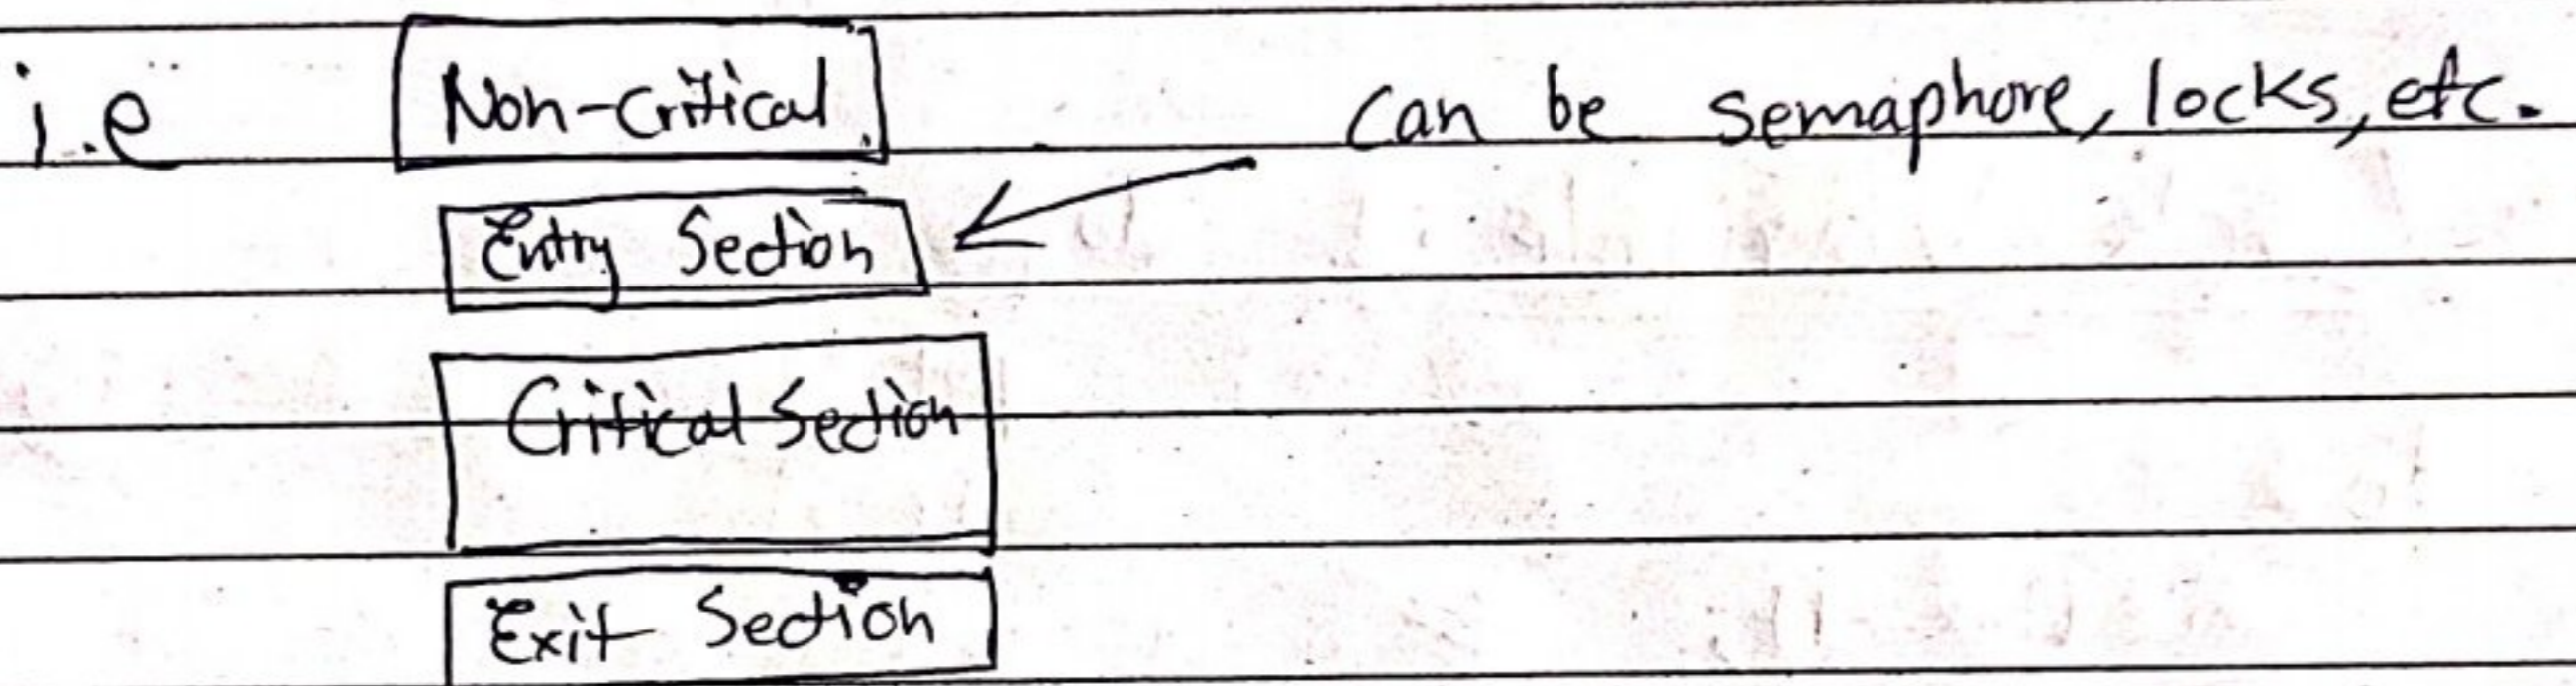 i.e Non-Critical can be semaphore, locks, etc.
Entry Section
Critical Section
Exit Section